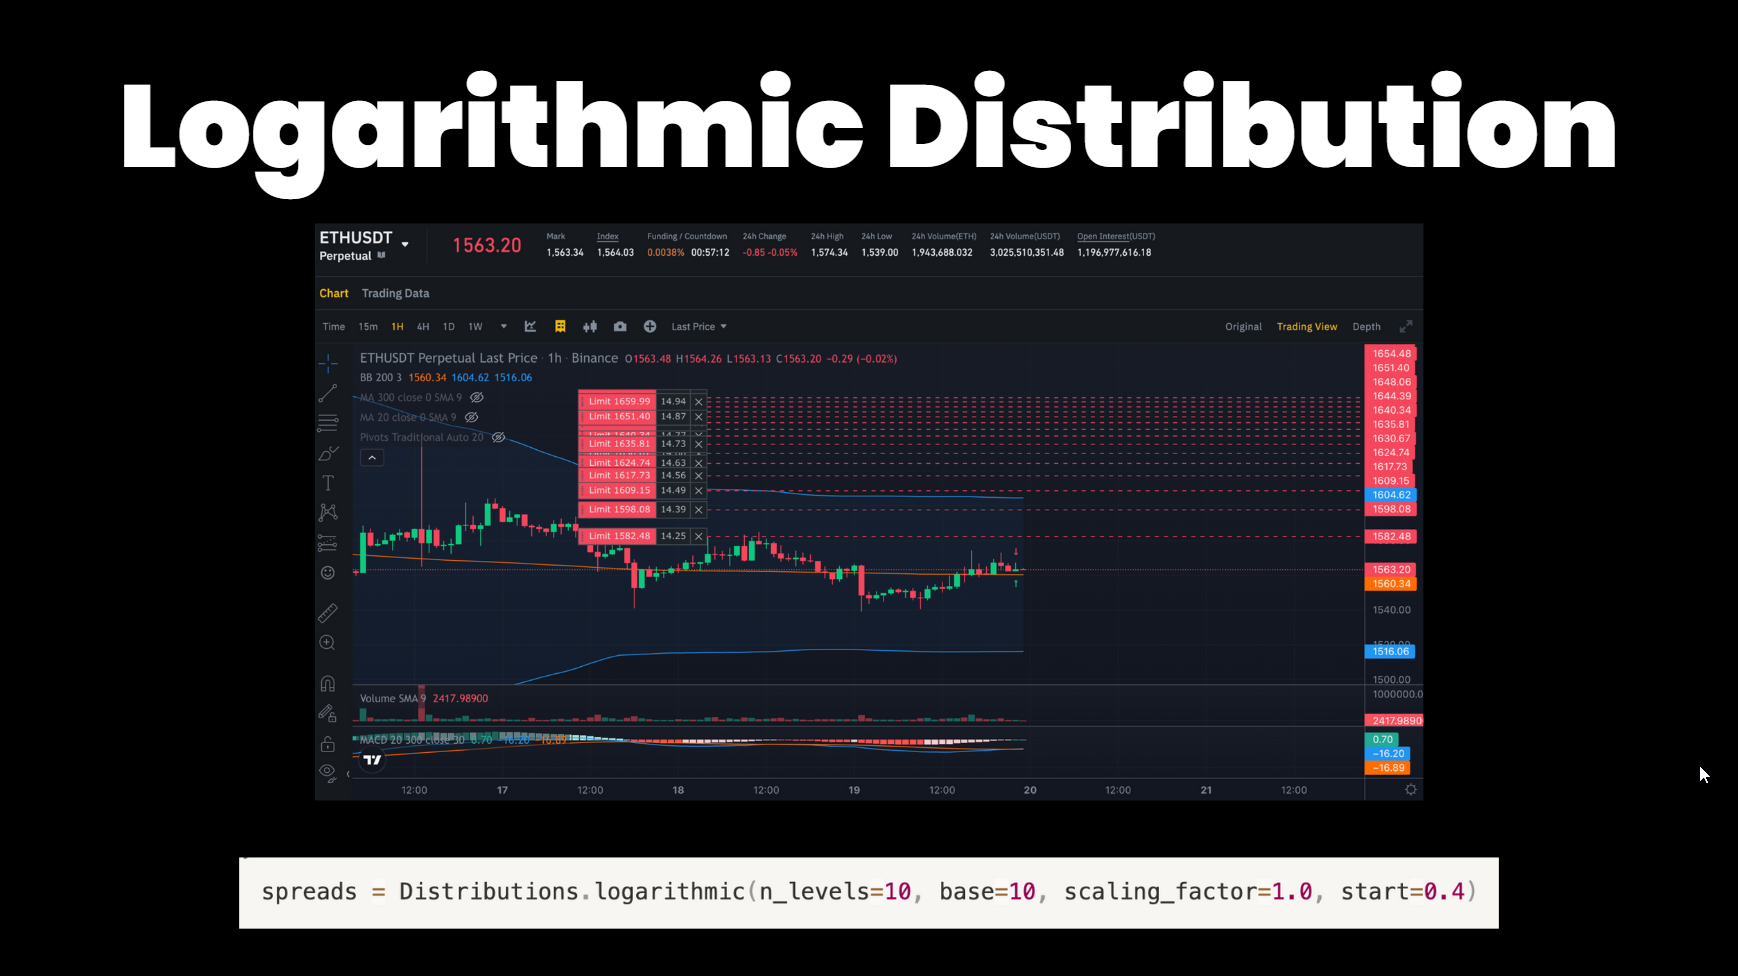 Logarithmic Distribution
ETHUSDT
Perpetual
1563.20
Mark
1,563.34
Index
1,564.03
Funding / Countdown
0.0038% 00:57:12
24h Change
-0.85 -0.05%
24h High
1,574.34
24h Low
1,539.00
24h Volume(ETH)
1,943,688.032
24h Volume(USDT)
3,025,510,351.48
Open Interest(USDT)
1,196,977,616.18
Chart Trading Data
Time 15m 1H 4H 1D 1W Last Price Original Trading View Depth
ETHUSDT Perpetual Last Price · 1h · Binance O1563.48 H1564.26 L1563.13 C1563.20 −0.29 (−0.02%)
BB 200 3 1560.34 1604.62 1516.06
MA 300 close 0 SMA 9
MA 20 close 0 SMA 9
Pivots Traditional Auto 20
Limit 1659.99 14.94
Limit 1651.40 14.87
Limit 1635.81 14.73
Limit 1624.74 14.63
Limit 1617.73 14.56
Limit 1609.15 14.49
Limit 1598.08 14.39
Limit 1582.48 14.25
1654.48
1651.40
1648.06
1644.39
1640.34
1635.81
1630.67
1624.74
1617.73
1609.15
1604.62
1598.08
1582.48
1563.20
1560.34
1540.00
1516.06
1500.00
Volume SMA 9 2417.98900
1000000.0
2417.9890
MACD 20 300 close 30 0.70 −16.20 −16.89
0.70
−16.20
−16.89
12:00 17 12:00 18 12:00 19 12:00 20 12:00 21 12:00
spreads = Distributions.logarithmic(n_levels=10, base=10, scaling_factor=1.0, start=0.4)